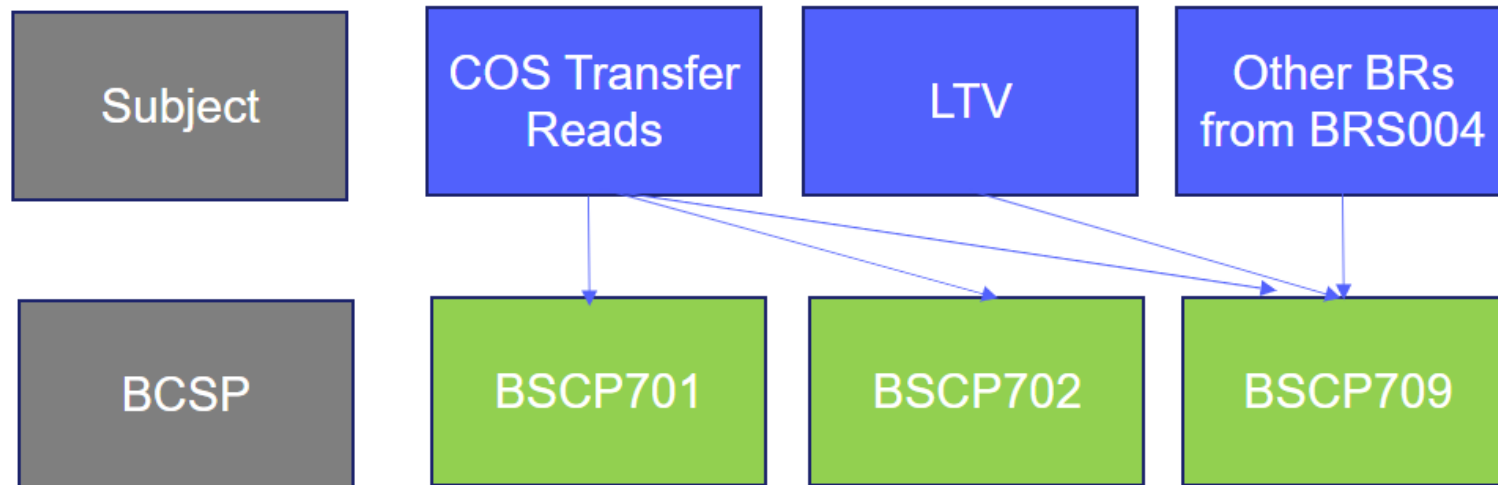 Subject
COS Transfer
Reads
LTV
Other BRs
from BRS004
BCSP
BSCP701
BSCP702
BSCP709